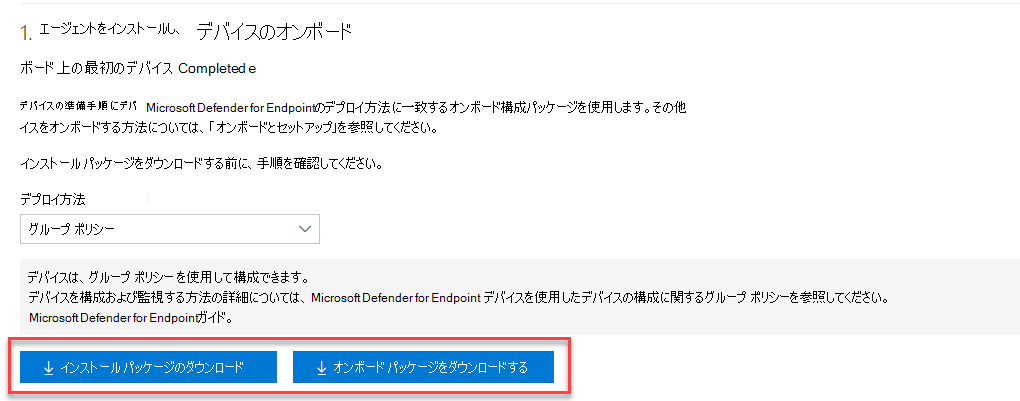 1. エージェントをインストールし、 デバイスのオンボード
ボード上の最初のデバイス Completed e
デバイスの準備手順にデバ Microsoft Defender for Endpointのデプロイ方法に一致するオンボード構成パッケージを使用します。その他
イスをオンボードする方法については、「オンボードとセットアップ」を参照してください。
インストール パッケージをダウンロードする前に、手順を確認してください。
デプロイ方法
グループ ポリシー
デバイスは、グループ ポリシーを使用して構成できます。
デバイスを構成および監視する方法の詳細については、Microsoft Defender for Endpoint デバイスを使用したデバイスの構成に関するグループ ポリシーを参照してください。
Microsoft Defender for Endpointガイド。
インストール パッケージのダウンロード オンボード パッケージをダウンロードする